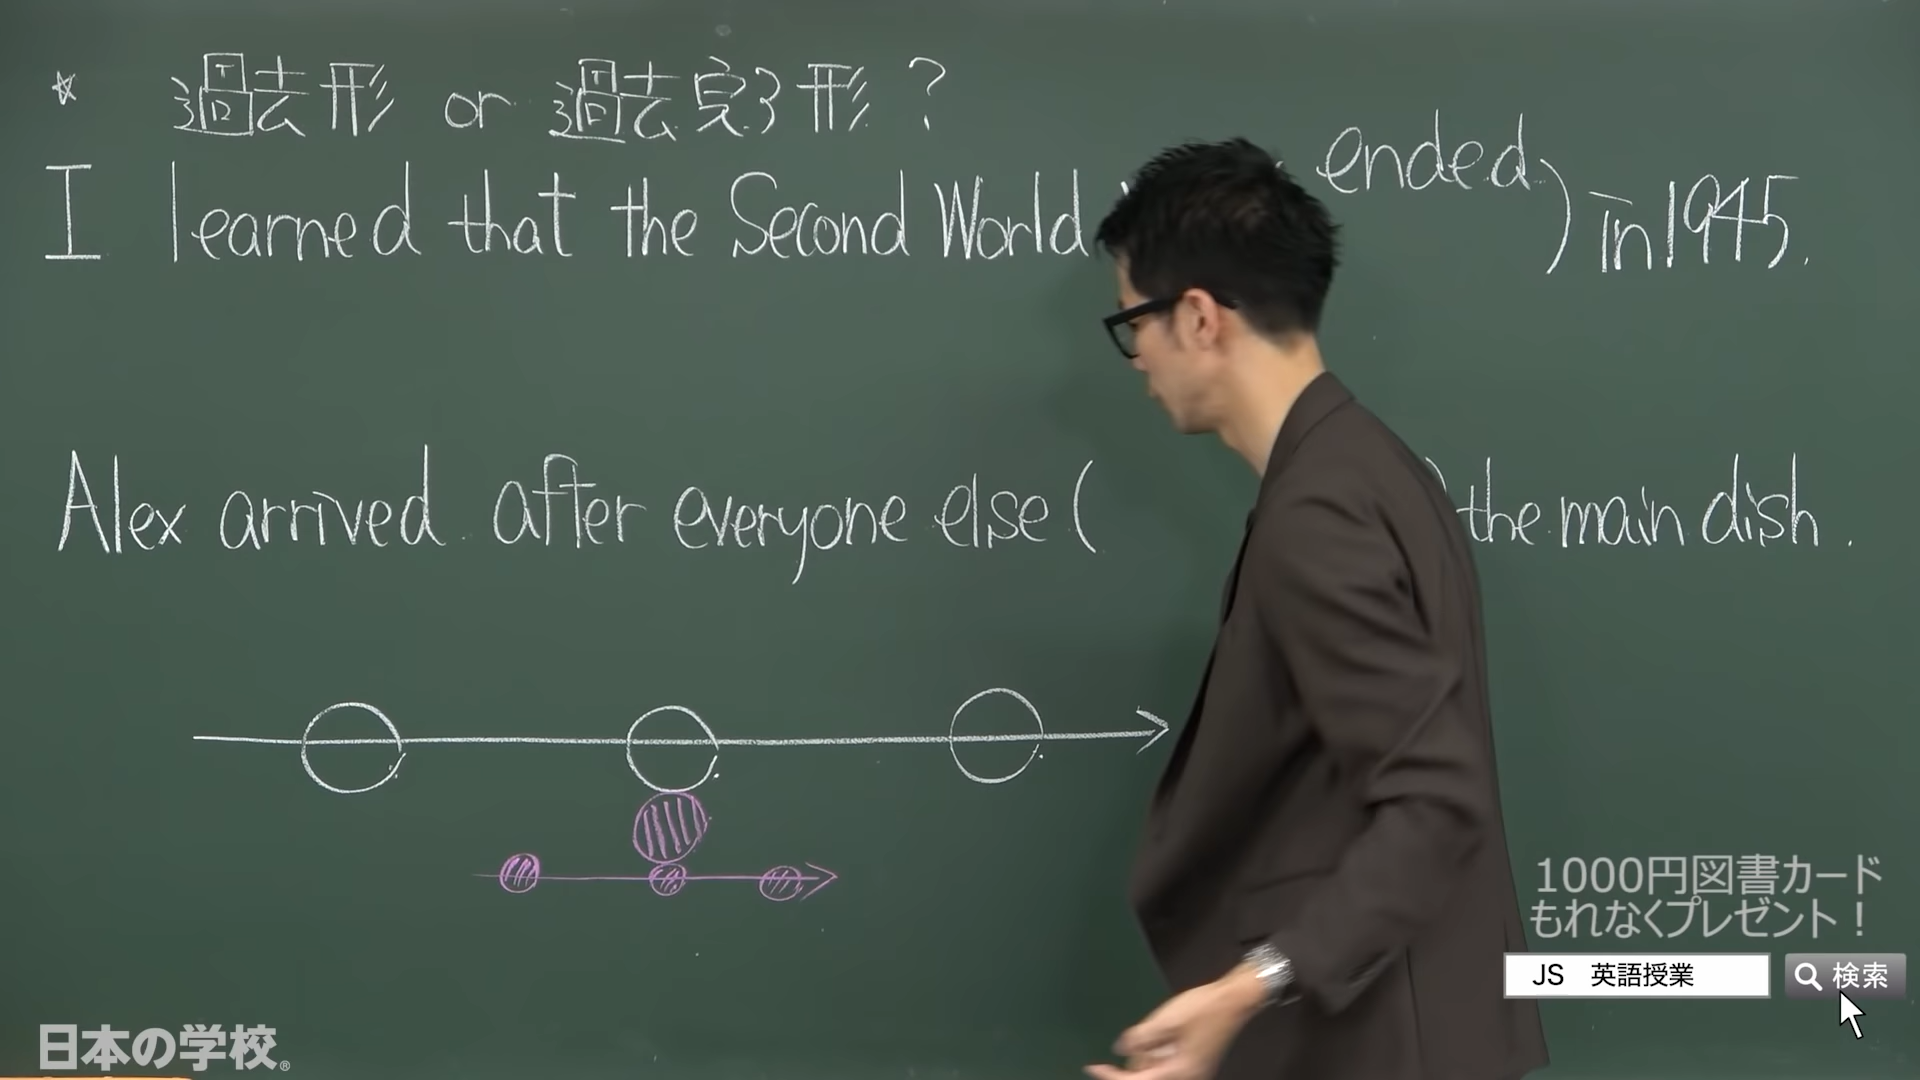 * 過去形 or 過去完了形?
ended
I learned that the Second World ) in 1945.
Alex arrived after everyone else ( ) the main dish.
1000円図書カード
もれなくプレゼント!
JS 英語授業
検索
日本の学校®